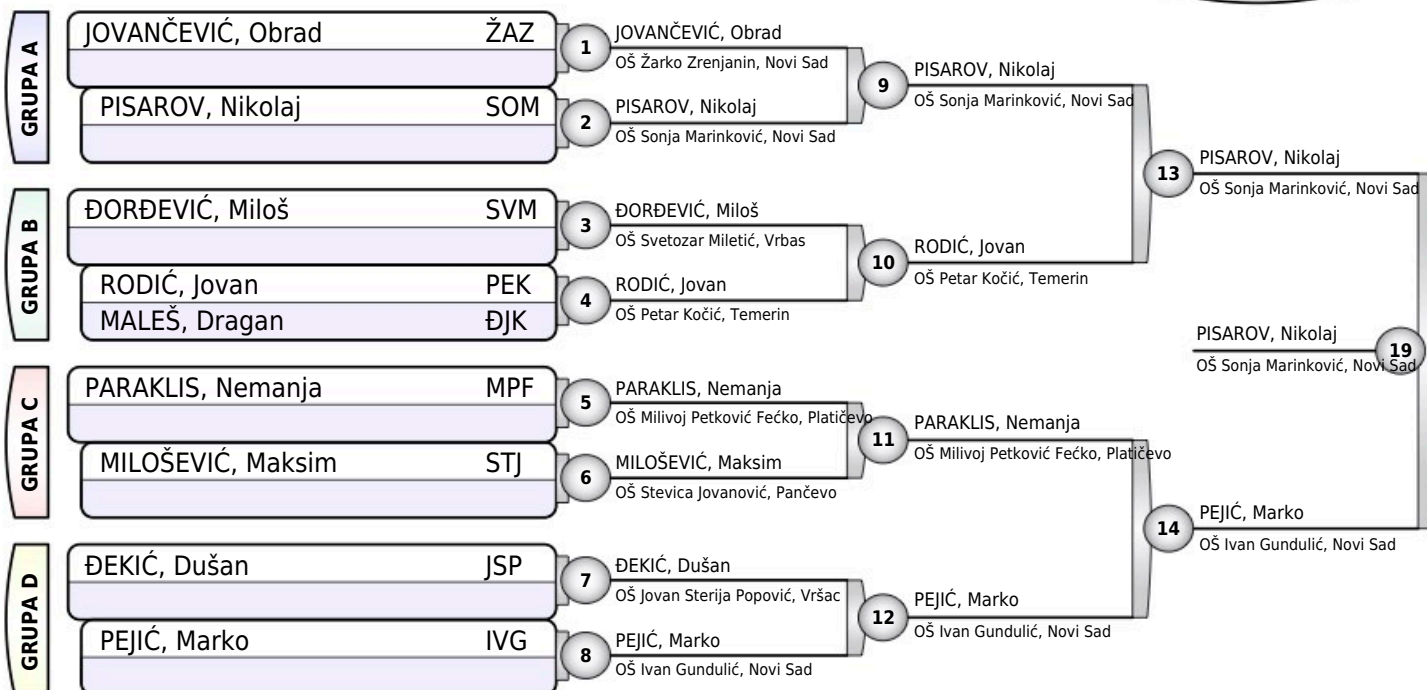 GRUPA A
JOVANČEVIĆ, Obrad ŽAZ
PISAROV, Nikolaj SOM
GRUPA B
ĐORĐEVIĆ, Miloš SVM
RODIĆ, Jovan PEK
MALEŠ, Dragan ĐJK
GRUPA C
PARAKLIS, Nemanja MPF
MILOŠEVIĆ, Maksim STJ
GRUPA D
ĐEKIĆ, Dušan JSP
PEJIĆ, Marko IVG
1
JOVANČEVIĆ, Obrad
OŠ Žarko Zrenjanin, Novi Sad
2
PISAROV, Nikolaj
OŠ Sonja Marinković, Novi Sad
3
ĐORĐEVIĆ, Miloš
OŠ Svetozar Miletić, Vrbas
4
RODIĆ, Jovan
OŠ Petar Kočić, Temerin
5
PARAKLIS, Nemanja
OŠ Milivoj Petković Fećko, Platičevo
6
MILOŠEVIĆ, Maksim
OŠ Stevica Jovanović, Pančevo
7
ĐEKIĆ, Dušan
OŠ Jovan Sterija Popović, Vršac
8
PEJIĆ, Marko
OŠ Ivan Gundulić, Novi Sad
9
PISAROV, Nikolaj
OŠ Sonja Marinković, Novi Sad
10
RODIĆ, Jovan
OŠ Petar Kočić, Temerin
11
PARAKLIS, Nemanja
OŠ Milivoj Petković Fećko, Platičevo
12
PEJIĆ, Marko
OŠ Ivan Gundulić, Novi Sad
13
PISAROV, Nikolaj
OŠ Sonja Marinković, Novi Sad
14
PEJIĆ, Marko
OŠ Ivan Gundulić, Novi Sad
PISAROV, Nikolaj
19
OŠ Sonja Marinković, Novi Sad